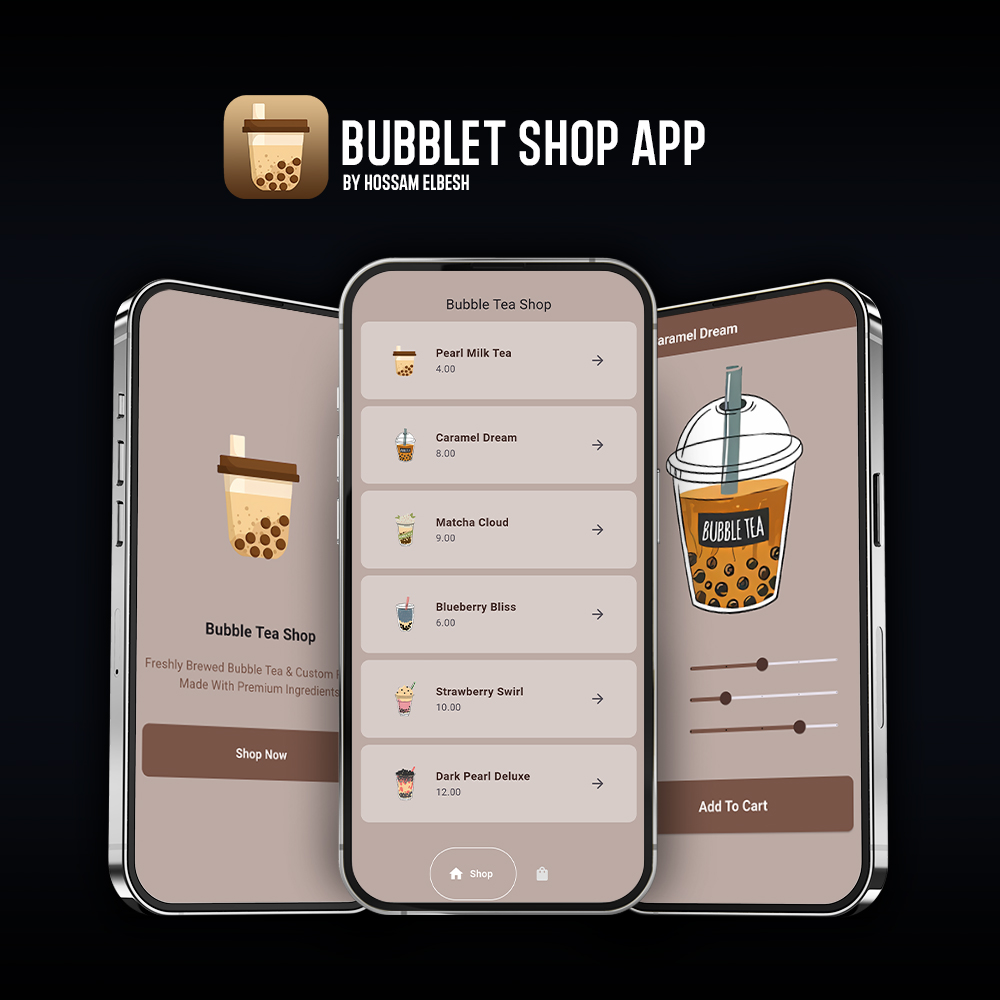 BUBBLET SHOP APP
BY HOSSAM ELBESH
Bubble Tea Shop
Freshly Brewed Bubble Tea & Custom
Made With Premium Ingredients
Shop Now
Bubble Tea Shop
Pearl Milk Tea
4.00
Caramel Dream
8.00
Matcha Cloud
9.00
Blueberry Bliss
6.00
Strawberry Swirl
10.00
Dark Pearl Deluxe
12.00
Shop
aramel Dream
BUBBLE TEA
Add To Cart